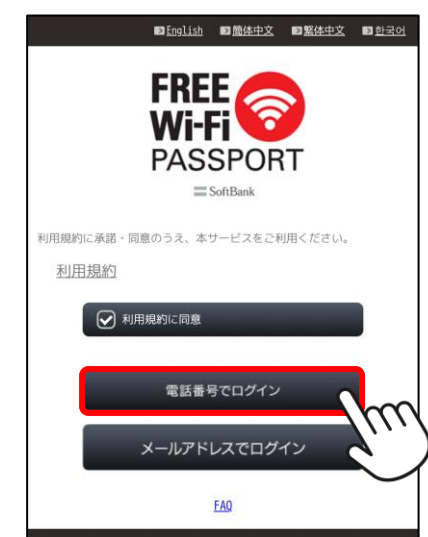 English 簡体中文 繁体中文 한국어
FREE
Wi-Fi
PASSPORT
SoftBank
利用規約に承諾・同意のうえ、本サービスをご利用ください。
利用規約
利用規約に同意
電話番号でログイン
メールアドレスでログイン
FAQ